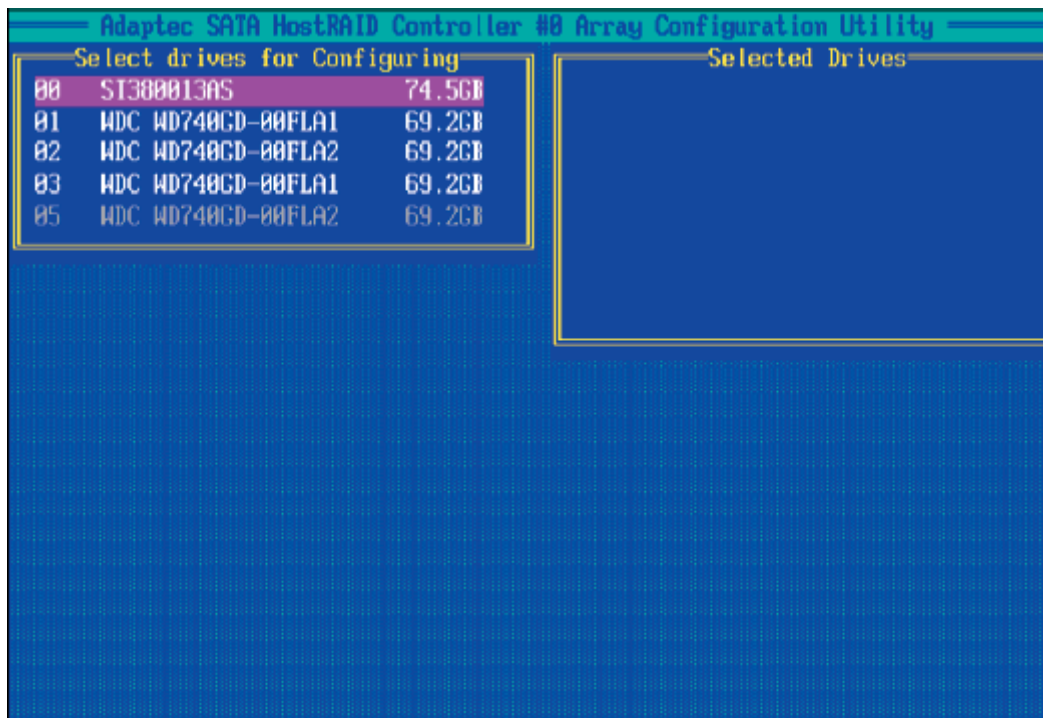 Adaptec SATA HostRAID Controller #0 Array Configuration Utility
Select drives for Configuring
00 ST380013AS 74.5GB
01 WDC WD740GD-00FLA1 69.2GB
02 WDC WD740GD-00FLA2 69.2GB
03 WDC WD740GD-00FLA1 69.2GB
05 WDC WD740GD-00FLA2 69.2GB
Selected Drives